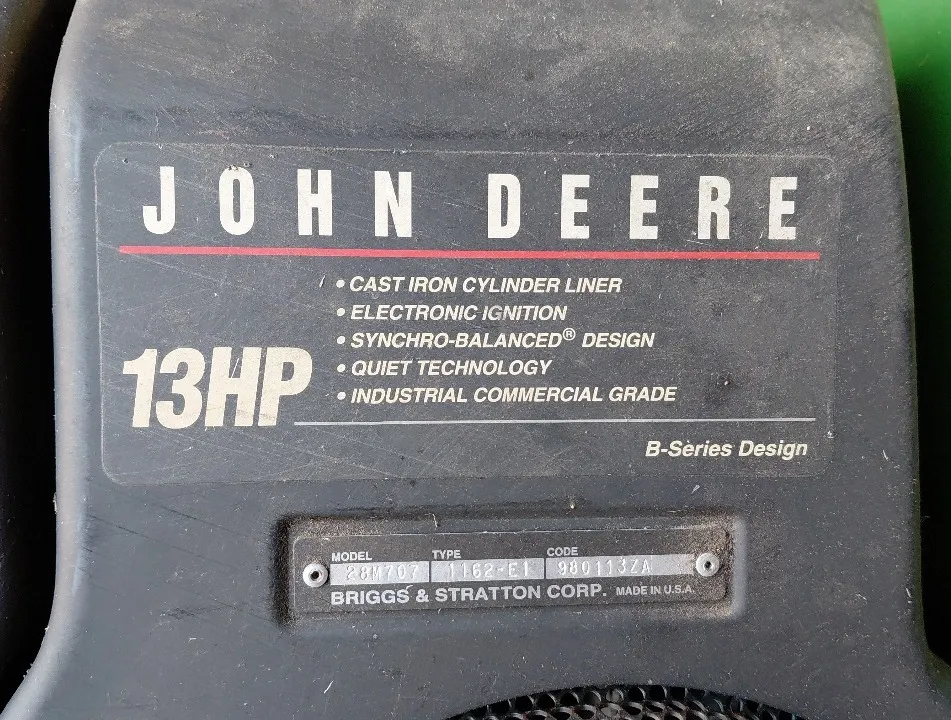 JOHN DEERE
• CAST IRON CYLINDER LINER
• ELECTRONIC IGNITION
• SYNCHRO-BALANCED® DESIGN
• QUIET TECHNOLOGY
• INDUSTRIAL COMMERCIAL GRADE
13HP
B-Series Design
MODEL TYPE CODE
28M707 1162-E1 980113ZA
BRIGGS & STRATTON CORP. MADE IN U.S.A.